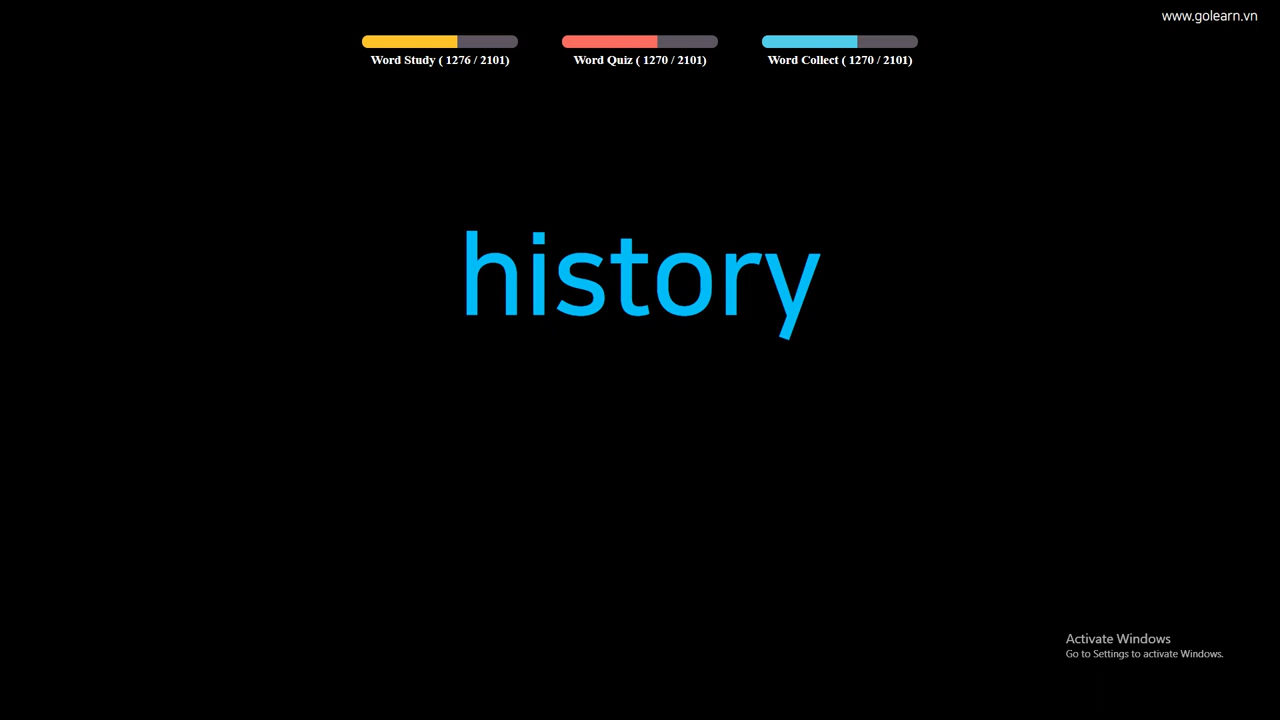 www.golearn.vn
Word Study ( 1276 / 2101)
Word Quiz ( 1270 / 2101)
Word Collect ( 1270 / 2101)
history
Activate Windows
Go to Settings to activate Windows.